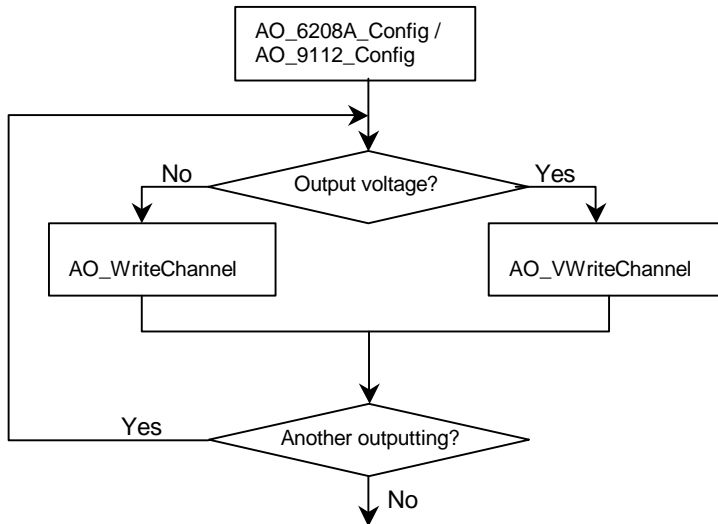 AO_6208A_Config /
AO_9112_Config
No
Output voltage?
Yes
AO_WriteChannel
AO_VWriteChannel
Yes
Another outputting?
No